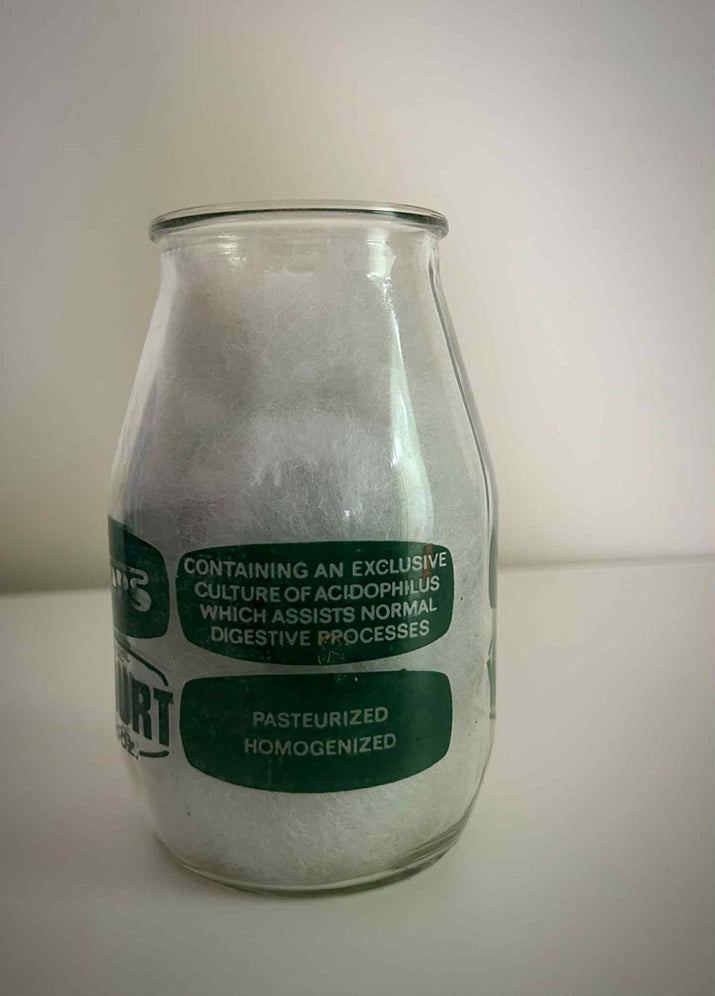 CONTAINING AN EXCLUSIVE
CULTURE OF ACIDOPHILUS
WHICH ASSISTS NORMAL
DIGESTIVE PROCESSES
PASTEURIZED
HOMOGENIZED